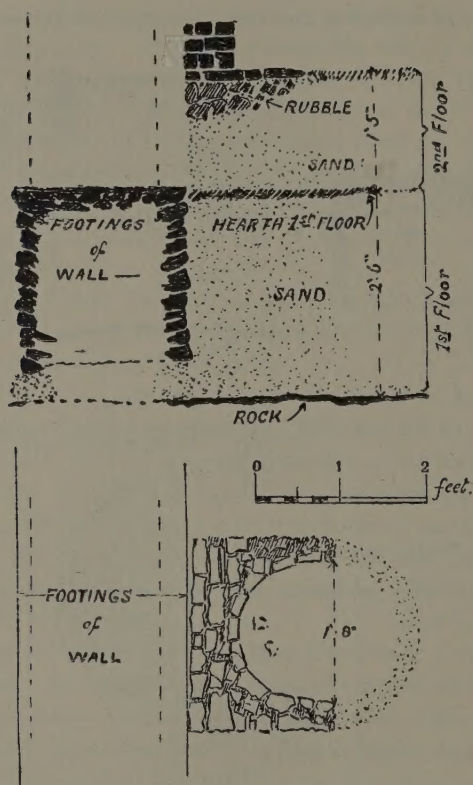 RUBBLE
1' 5"
2nd Floor
SAND
FOOTINGS
of
WALL
HEARTH 1st FLOOR
SAND
2' 6"
1st Floor
ROCK
0 1 2
feet.
FOOTINGS
of
WALL
1' 8"